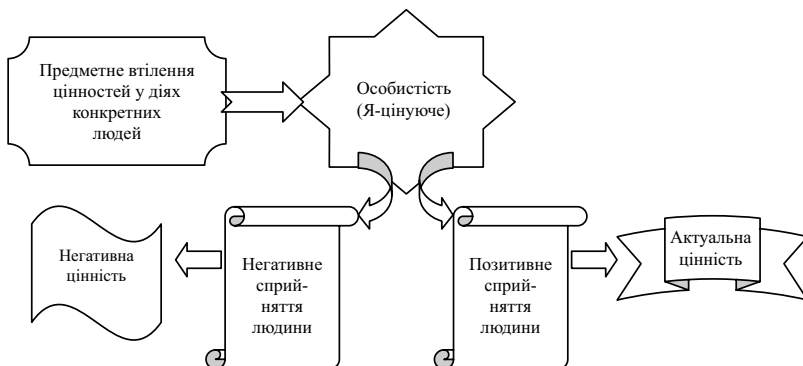 Предметне втілення
цінностей у діях
конкретних
людей
Особистість
(Я-цінуюче)
Негативна
цінність
Негативне
сприй-
няття
людини
Позитивне
сприй-
няття
людини
Актуальна
цінність